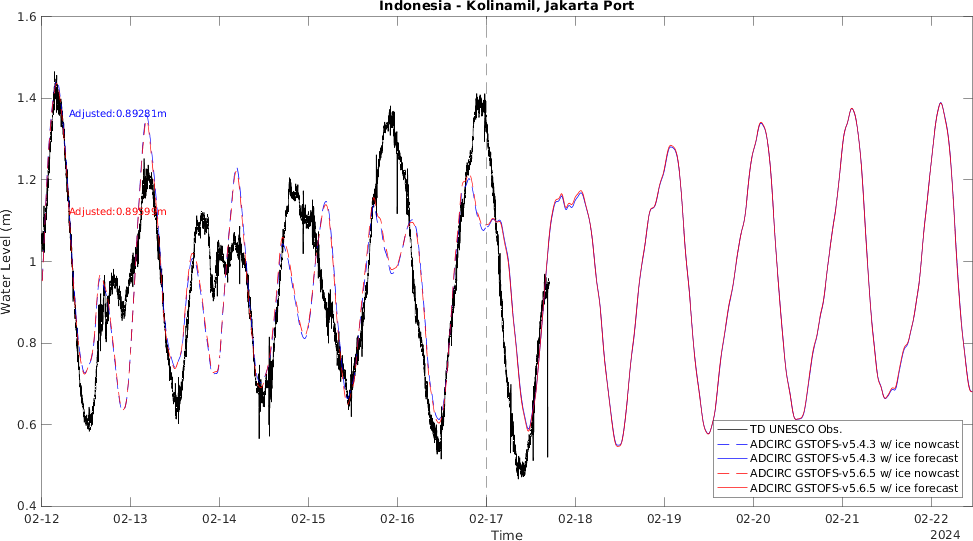 Indonesia - Kolinamil, Jakarta Port
1.6
1.4
1.2
1
0.8
0.6
0.4
Water Level (m)
Adjusted:0.89281m
Adjusted:0.89599m
TD UNESCO Obs.
ADCIRC GSTOFS-v5.4.3 w/ ice nowcast
ADCIRC GSTOFS-v5.4.3 w/ ice forecast
ADCIRC GSTOFS-v5.6.5 w/ ice nowcast
ADCIRC GSTOFS-v5.6.5 w/ ice forecast
02-12 02-13 02-14 02-15 02-16 02-17 02-18 02-19 02-20 02-21 02-22
Time
2024